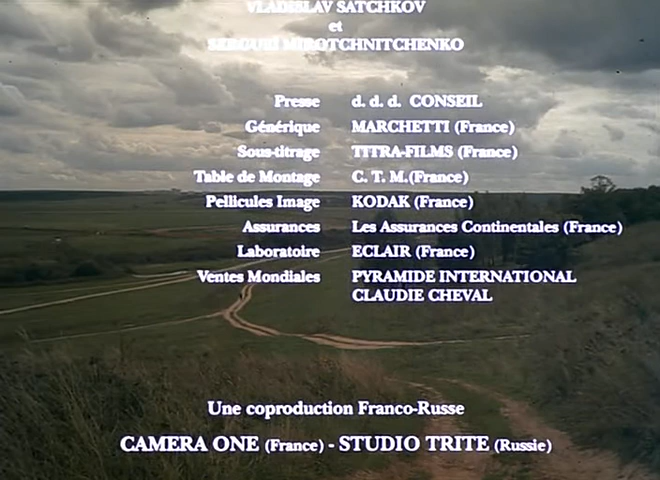 VLADISLAV SATCHKOV
et
SERGUEI MIROTCHNITCHENKO
Presse d. d. d. CONSEIL
Générique MARCHETTI (France)
Sous-titrage TITRA-FILMS (France)
Table de Montage C. T. M.(France)
Pellicules Image KODAK (France)
Assurances Les Assurances Continentales (France)
Laboratoire ECLAIR (France)
Ventes Mondiales PYRAMIDE INTERNATIONAL
CLAUDIE CHEVAL
Une coproduction Franco-Russe
CAMERA ONE (France) - STUDIO TRITE (Russie)